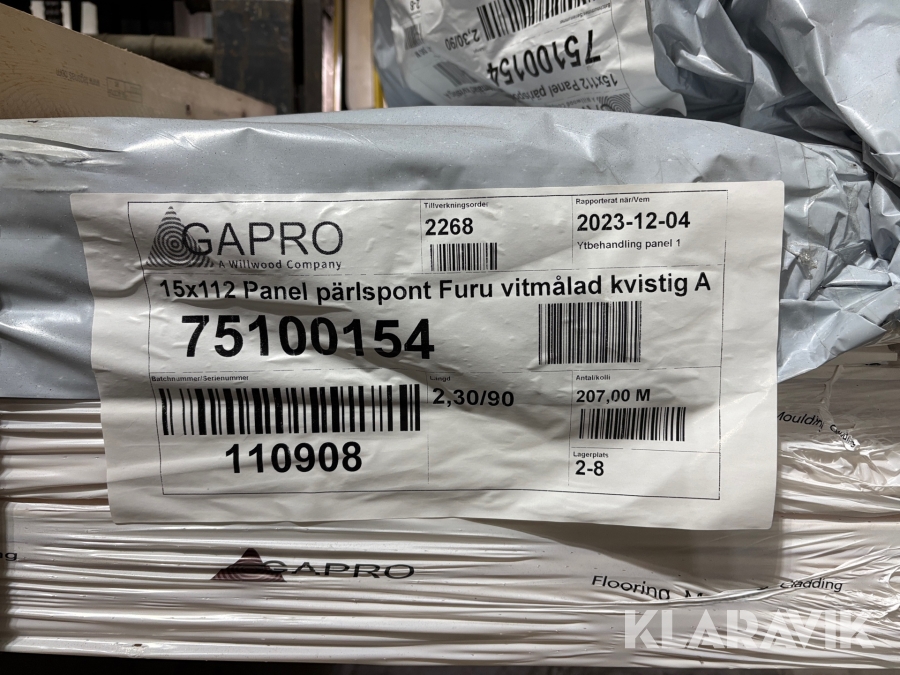 2,30/90
75100154
15x112 Panel
GAPRO
A Willwood Company
Tillverkningsorder
2268
Rapporterat när/Vem
2023-12-04
Ytbehandling panel 1
15x112 Panel pärlspont Furu vitmålad kvistig A
75100154
Batchnummer/Serienummer
110908
Längd
2,30/90
Antal/kolli
207,00 M
Lagerplats
2-8
Moulding
GAPRO
Flooring
Cladding
KLARAVIK